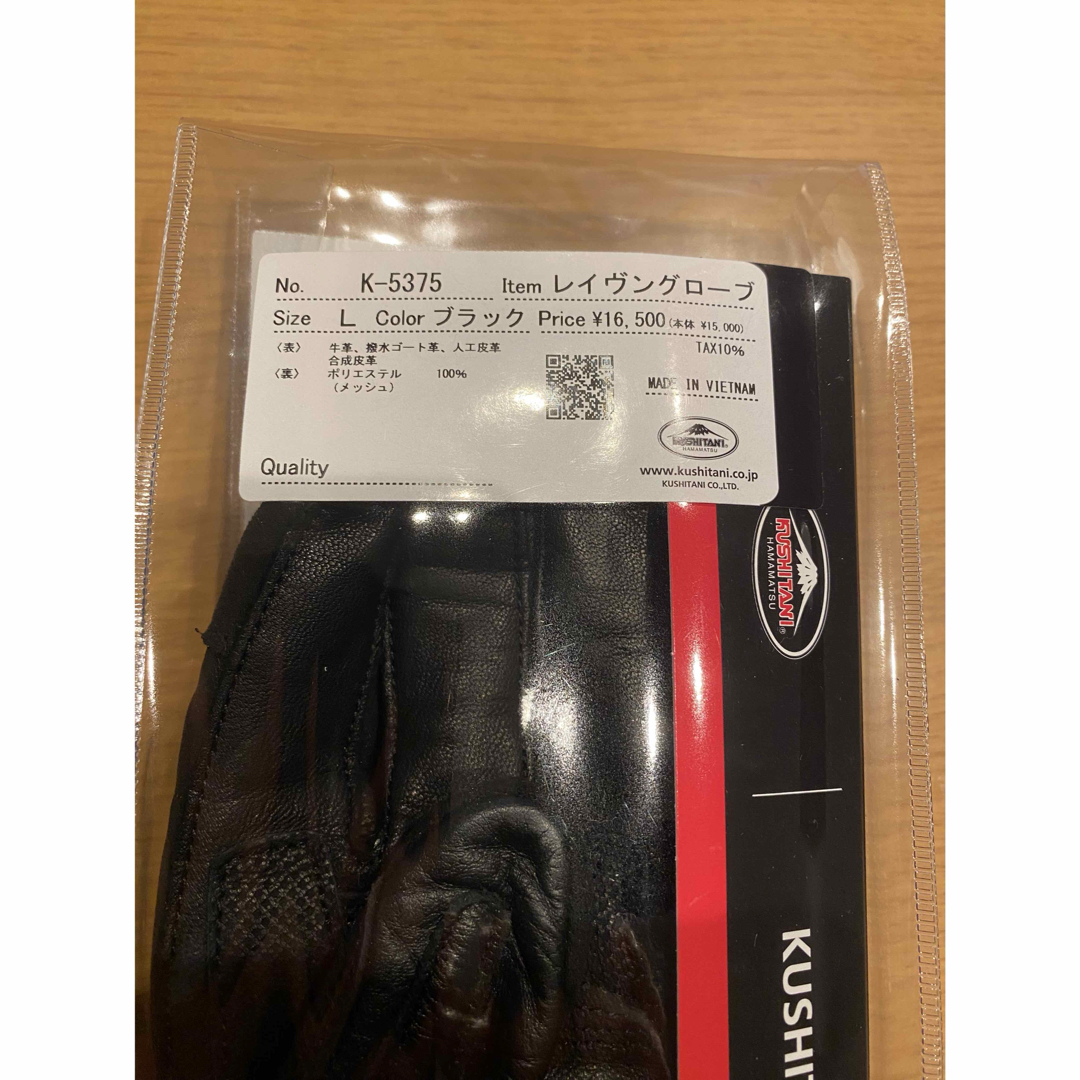 No. K-5375 Item レイヴングローブ
Size L Color ブラック Price ¥16,500(本体 ¥15,000)
〈表〉 牛革、撥水ゴート革、人工皮革 TAX10%
合成皮革
〈裏〉 ポリエステル 100%
（メッシュ）
MADE IN VIETNAM
KUSHITANI®
HAMAMATSU
Quality
www.kushitani.co.jp
KUSHITANI CO.,LTD.
KUSHITANI®
HAMAMATSU
KUSHIT